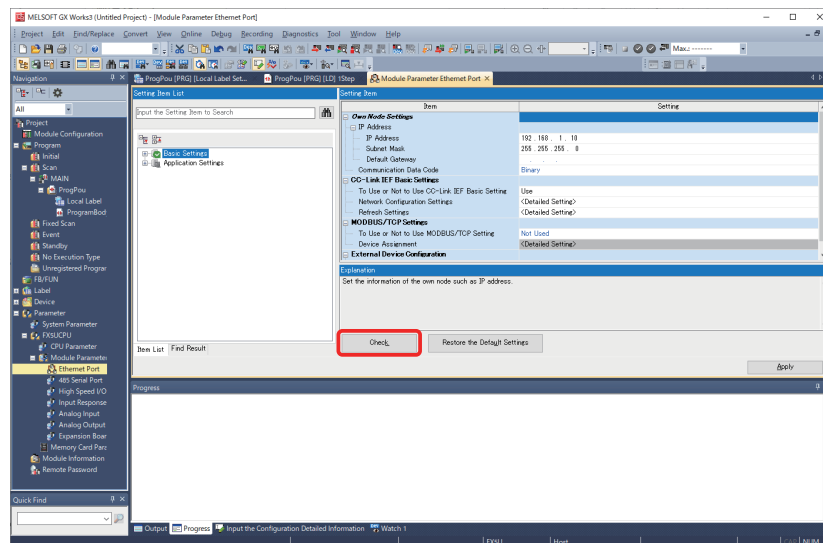 MELSOFT GX Works3 (Untitled Project) - [Module Parameter Ethernet Port]
Project Edit Find/Replace Convert View Online Debug Recording Diagnostics Tool Window Help
Max.: -------
Navigation
ProgPou [PRG] [Local Label Set...
ProgPou [PRG] [LD] 1Step
Module Parameter Ethernet Port
All
Project
Module Configuration
Program
Initial
Scan
MAIN
ProgPou
Local Label
ProgramBod
Fixed Scan
Event
Standby
No Execution Type
Unregistered Prograr
FB/FUN
Label
Device
Parameter
System Parameter
FX5UCPU
CPU Parameter
Module Parameter
Ethernet Port
485 Serial Port
High Speed I/O
Input Response
Analog Input
Analog Output
Expansion Boar
Memory Card Para
Module Information
Remote Password
Quick Find
Setting Item List
Input the Setting Item to Search
Basic Settings
Application Settings
Item List Find Result
Setting Item
Item Setting
Own Node Settings
IP Address
IP Address 192 . 168 . 1 . 10
Subnet Mask 255 . 255 . 255 . 0
Default Gateway . . .
Communication Data Code Binary
CC-Link IEF Basic Settings
To Use or Not to Use CC-Link IEF Basic Setting Use
Network Configuration Settings <Detailed Setting>
Refresh Settings <Detailed Setting>
MODBUS/TCP Settings
To Use or Not to Use MODBUS/TCP Setting Not Used
Device Assignment <Detailed Setting>
External Device Configuration
Explanation
Set the information of the own node such as IP address.
Check Restore the Default Settings
Apply
Progress
Output Progress Input the Configuration Detailed Information Watch 1
FX5U Host CAP NUM